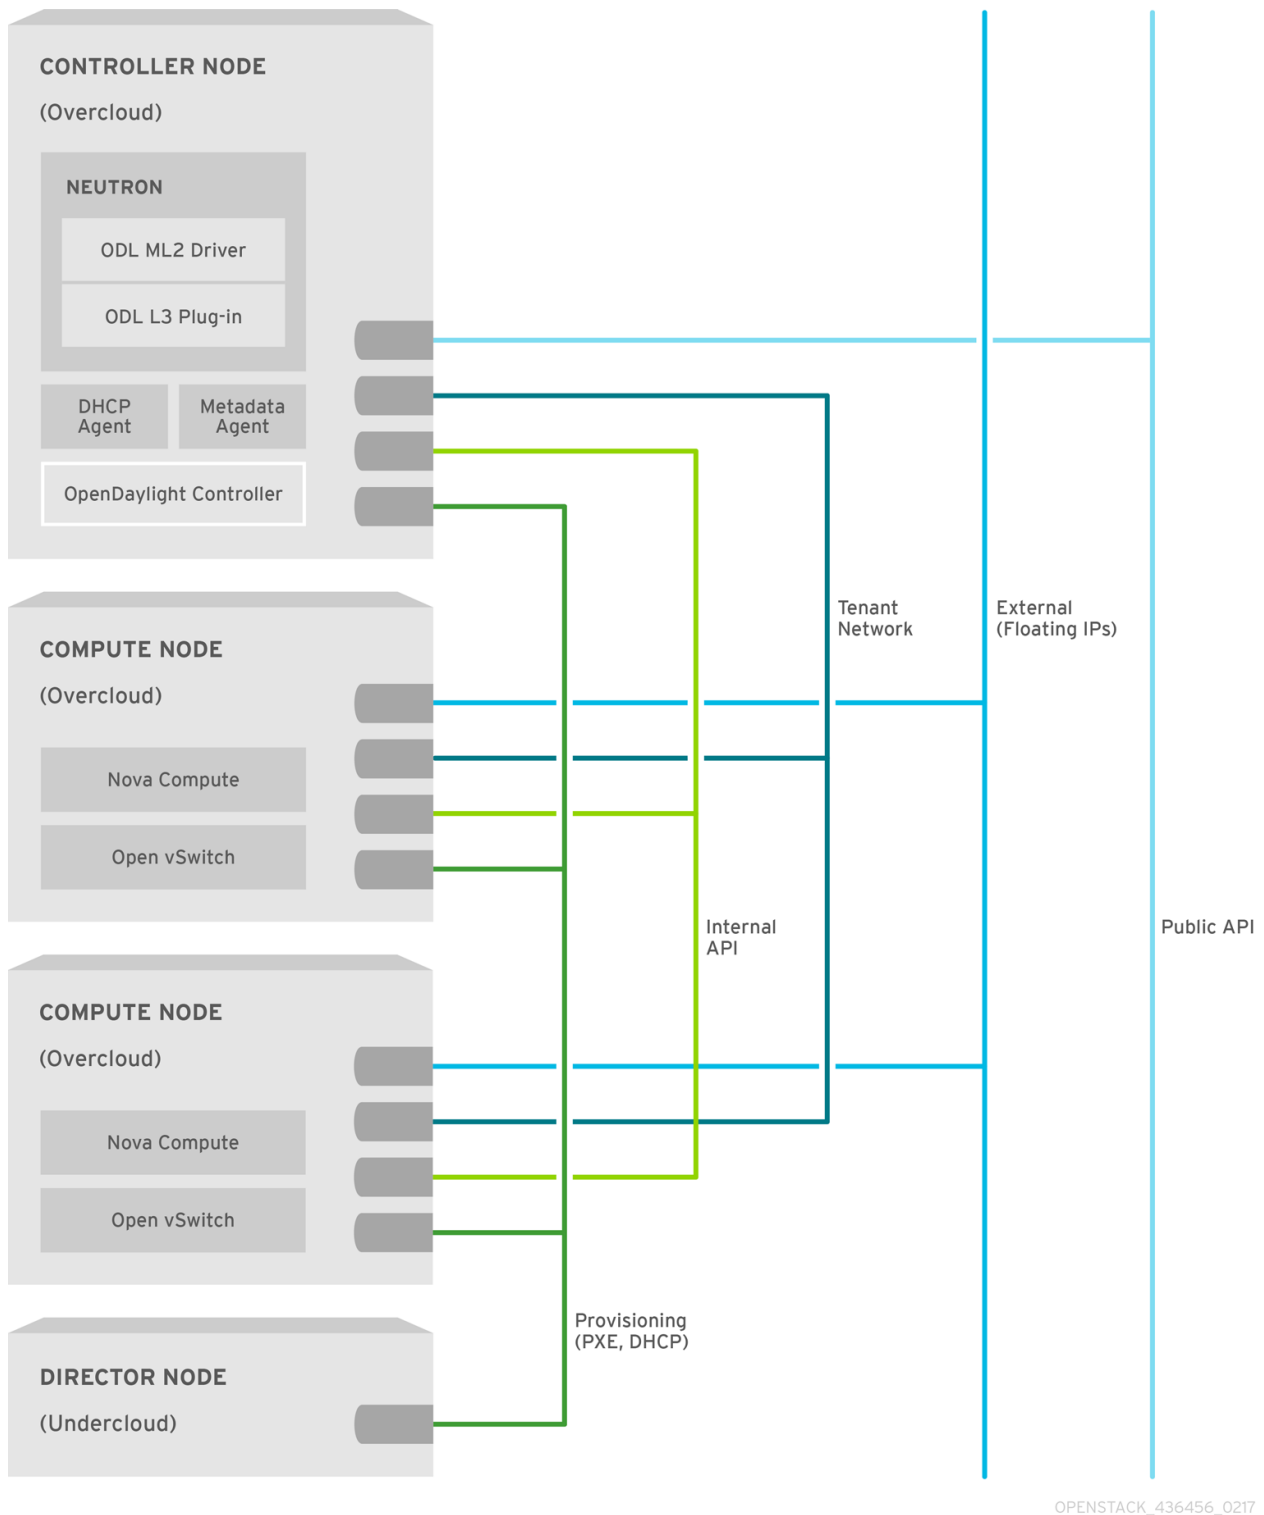 CONTROLLER NODE
(Overcloud)
NEUTRON
ODL ML2 Driver
ODL L3 Plug-in
DHCP
Agent
Metadata
Agent
OpenDaylight Controller
COMPUTE NODE
(Overcloud)
Nova Compute
Open vSwitch
Tenant
Network
External
(Floating IPs)
Internal
API
Public API
COMPUTE NODE
(Overcloud)
Nova Compute
Open vSwitch
Provisioning
(PXE, DHCP)
DIRECTOR NODE
(Undercloud)
OPENSTACK_436456_0217